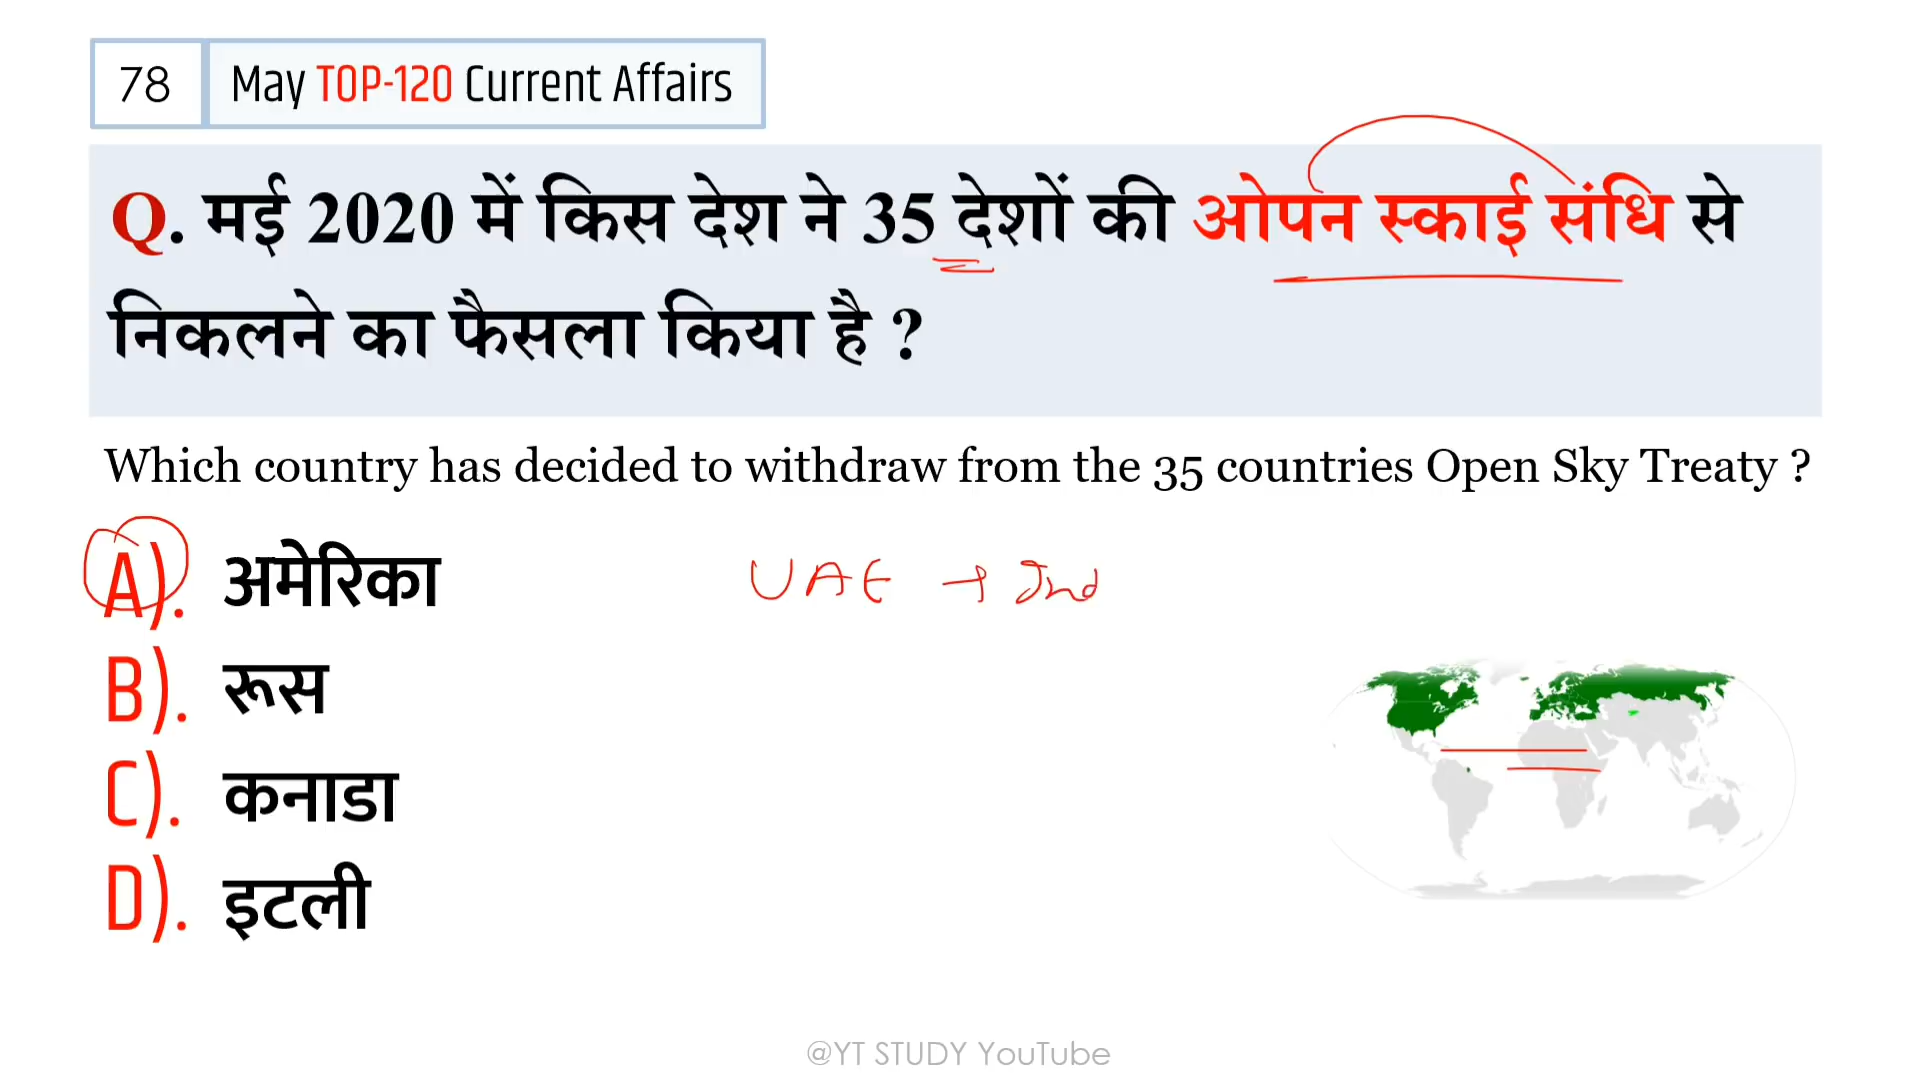 78 May TOP-120 Current Affairs
Q. मई 2020 में किस देश ने 35 देशों की ओपन स्काई संधि से
निकलने का फैसला किया है ?
Which country has decided to withdraw from the 35 countries Open Sky Treaty ?
A). अमेरिका
UAE → Ind
B). रूस
C). कनाडा
D). इटली
@YT STUDY YouTube